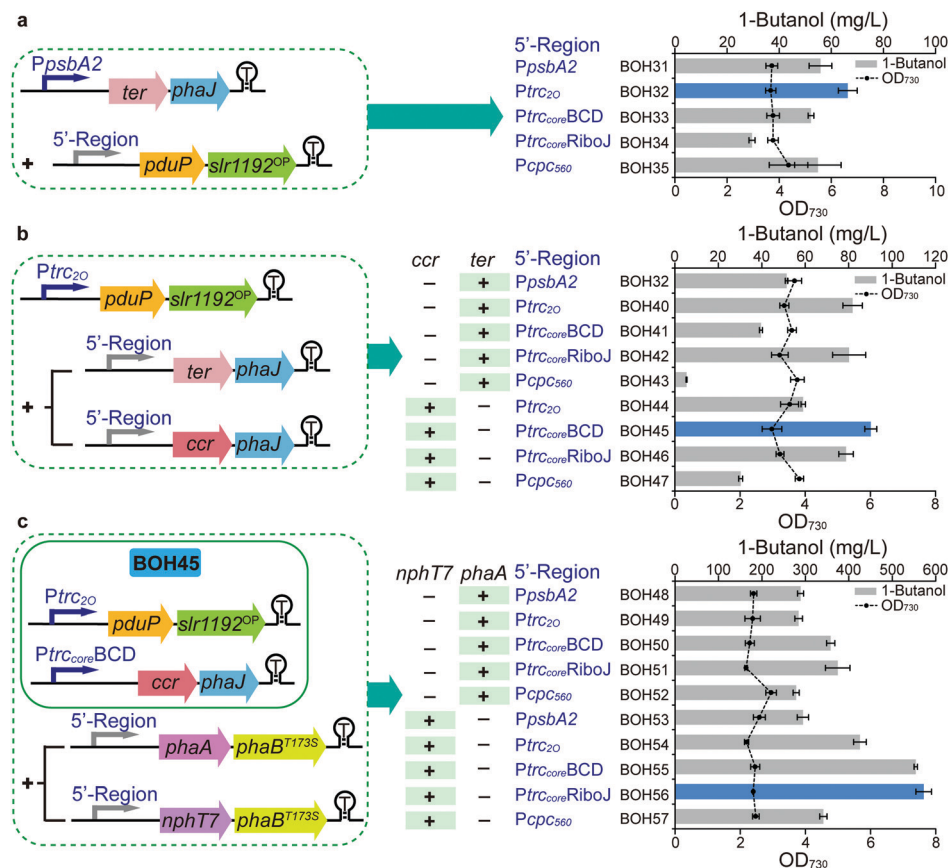 a
PpsbA2
ter phaJ T
+ 5'-Region
pduP slr1192OP T
5'-Region
PpsbA2
Ptrc2O
PtrccoreBCD
PtrccoreRiboJ
Pcpc560
1-Butanol (mg/L)
0 20 40 60 80 100
BOH31
BOH32
BOH33
BOH34
BOH35
1-Butanol
OD730
0 2 4 6 8 10
OD730
b
Ptrc2O
pduP slr1192OP T
5'-Region
ter phaJ T
+
5'-Region
ccr phaJ T
ccr ter 5'-Region
– + PpsbA2
– + Ptrc2O
– + PtrccoreBCD
– + PtrccoreRiboJ
– + Pcpc560
+ – Ptrc2O
+ – PtrccoreBCD
+ – PtrccoreRiboJ
+ – Pcpc560
1-Butanol (mg/L)
0 20 40 60 80 100 120
BOH32
BOH40
BOH41
BOH42
BOH43
BOH44
BOH45
BOH46
BOH47
1-Butanol
OD730
0 2 4 6 8
OD730
c
BOH45
Ptrc2O
pduP slr1192OP T
PtrccoreBCD
ccr phaJ T
5'-Region
phaA phaBT173S T
+
5'-Region
nphT7 phaBT173S T
nphT7 phaA 5'-Region
– + PpsbA2
– + Ptrc2O
– + PtrccoreBCD
– + PtrccoreRiboJ
– + Pcpc560
+ – PpsbA2
+ – Ptrc2O
+ – PtrccoreBCD
+ – PtrccoreRiboJ
+ – Pcpc560
1-Butanol (mg/L)
0 100 200 300 400 500 600
BOH48
BOH49
BOH50
BOH51
BOH52
BOH53
BOH54
BOH55
BOH56
BOH57
1-Butanol
OD730
0 2 4 6 8
OD730